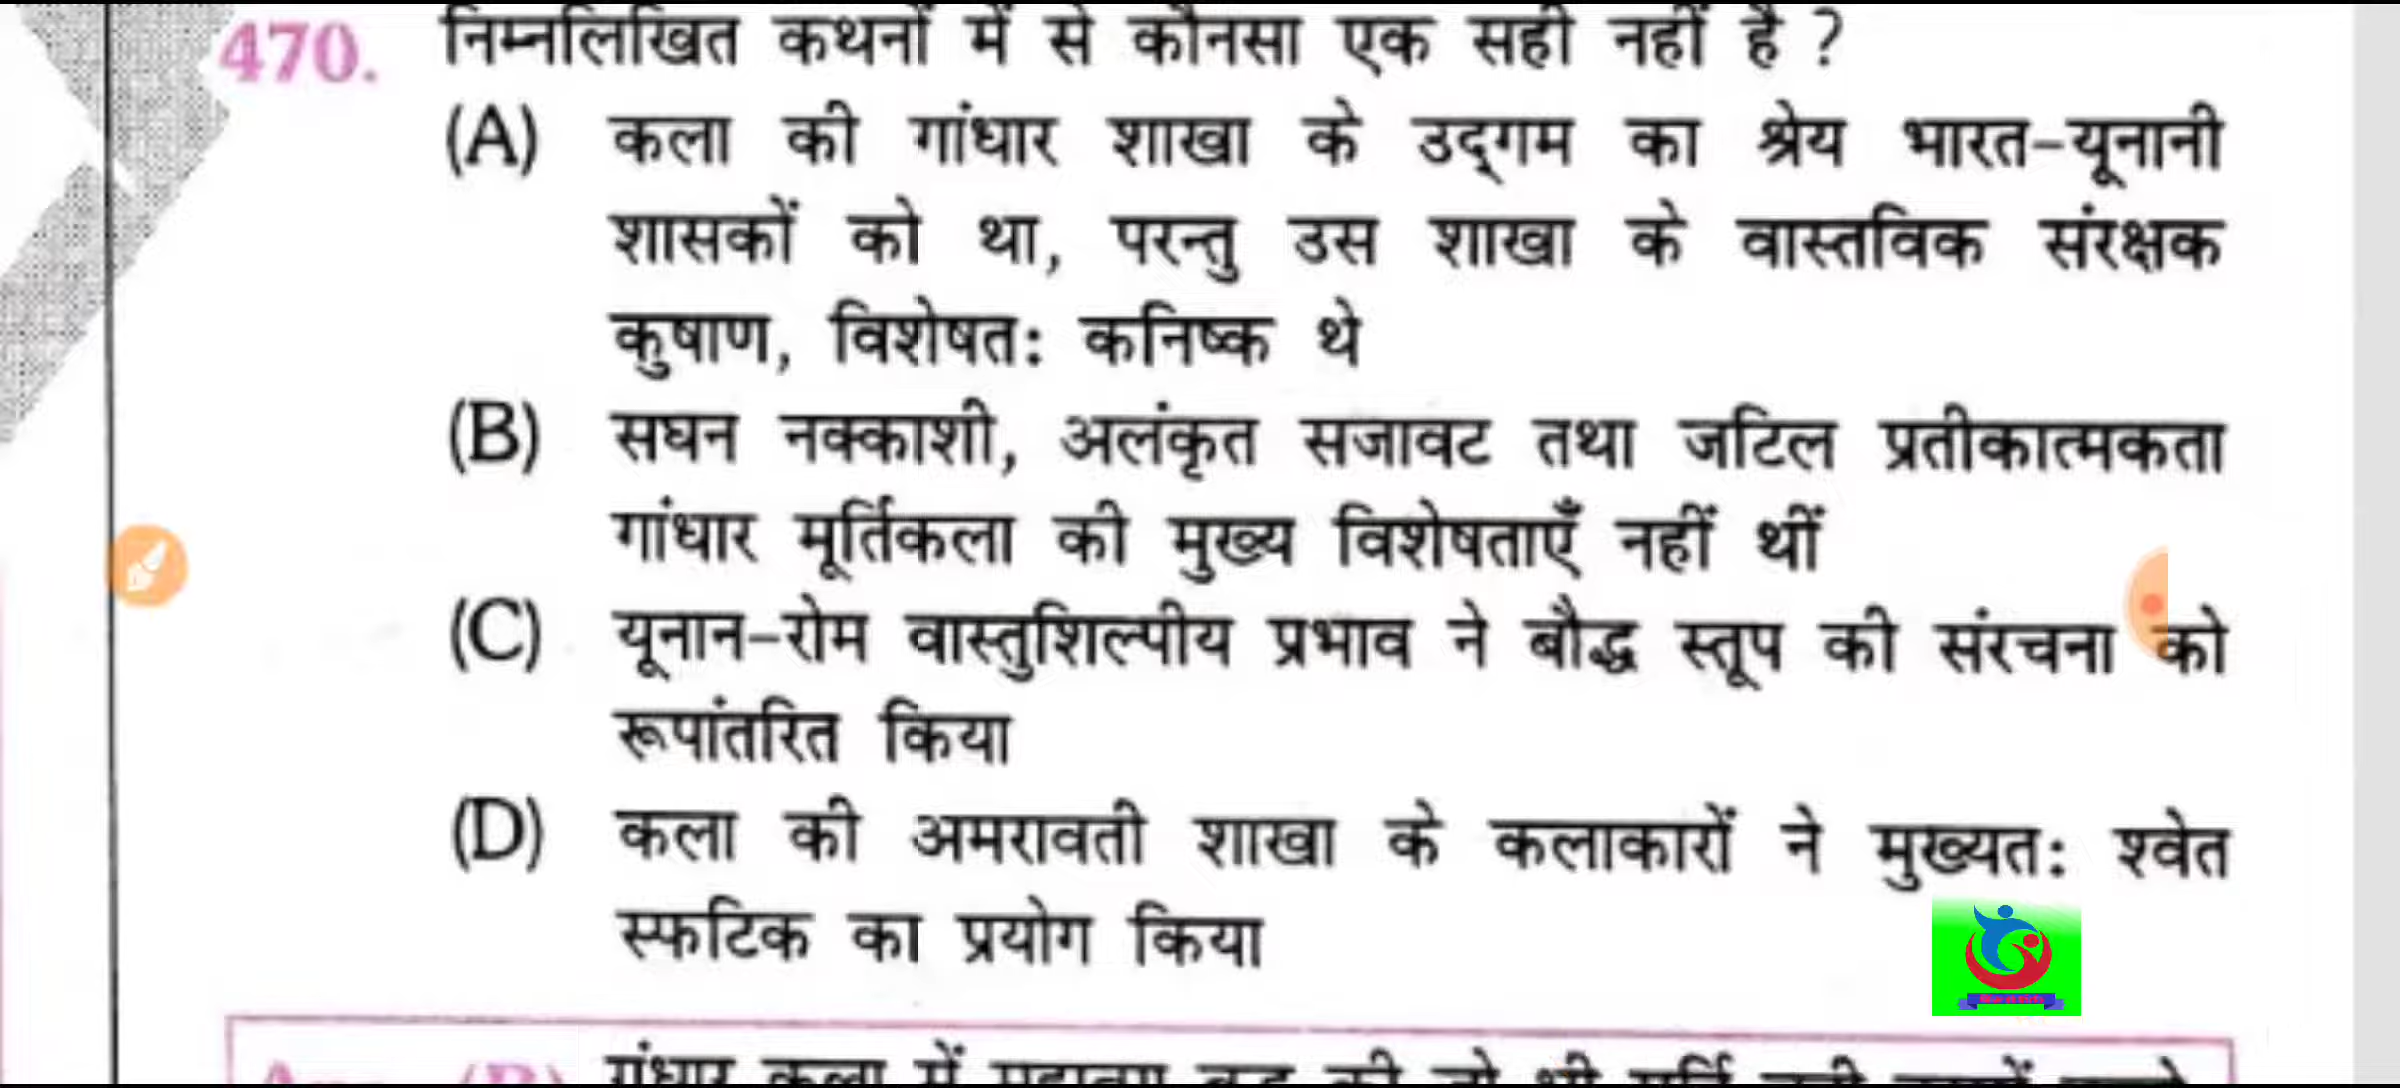 470. निम्नलिखित कथनों में से कौनसा एक सही नहीं है ?
(A) कला की गांधार शाखा के उद्‌गम का श्रेय भारत-यूनानी
शासकों को था, परन्तु उस शाखा के वास्तविक संरक्षक
कुषाण, विशेषतः कनिष्क थे
(B) सघन नक्काशी, अलंकृत सजावट तथा जटिल प्रतीकात्मकता
गांधार मूर्तिकला की मुख्य विशेषताएँ नहीं थीं
(C) यूनान-रोम वास्तुशिल्पीय प्रभाव ने बौद्ध स्तूप की संरचना को
रूपांतरित किया
(D) कला की अमरावती शाखा के कलाकारों ने मुख्यतः श्वेत
स्फटिक का प्रयोग किया
गांधार कला में